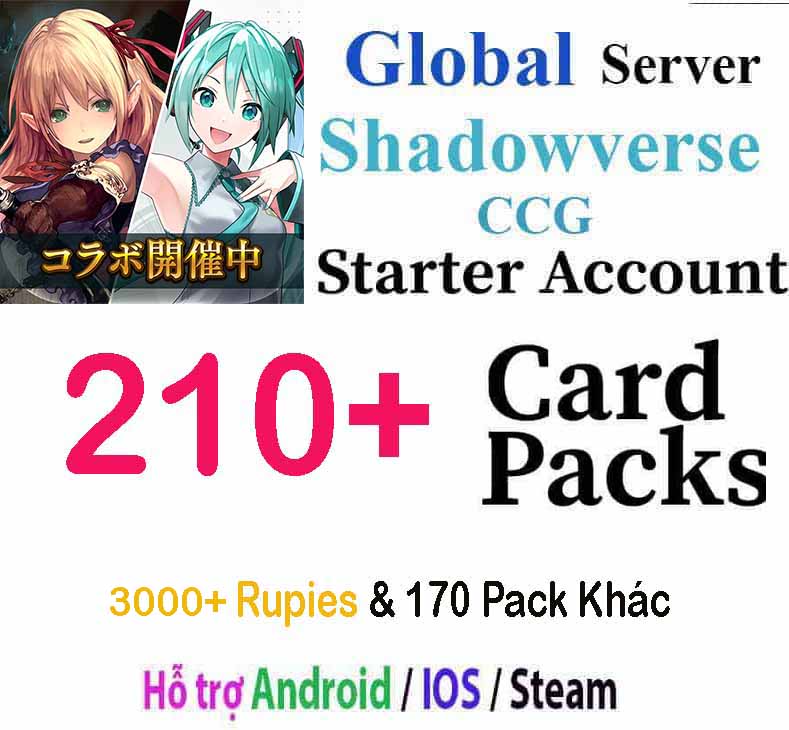 Global Server
Shadowverse
CCG
Starter Account
コラボ開催中
210+ Card
Packs
3000+ Rupies & 170 Pack Khác
Hỗ trợ Android / IOS / Steam